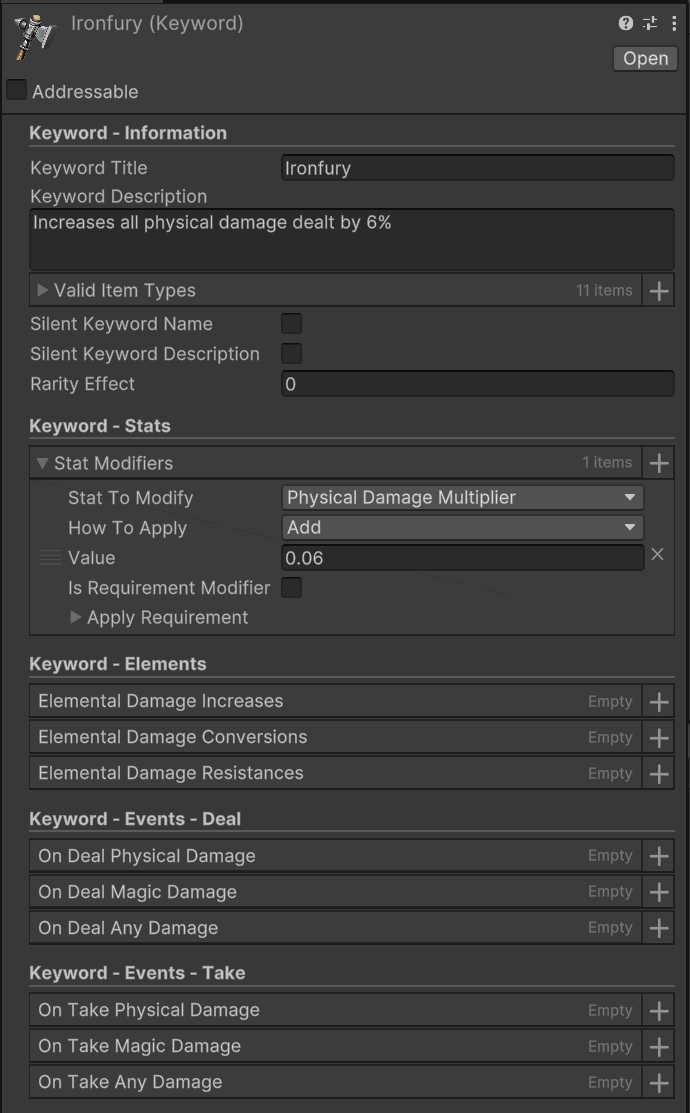 Ironfury (Keyword)
Open
Addressable
Keyword - Information
Keyword Title Ironfury
Keyword Description
Increases all physical damage dealt by 6%
Valid Item Types 11 items
Silent Keyword Name
Silent Keyword Description
Rarity Effect 0
Keyword - Stats
Stat Modifiers 1 items
Stat To Modify Physical Damage Multiplier
How To Apply Add
Value 0.06
Is Requirement Modifier
Apply Requirement
Keyword - Elements
Elemental Damage Increases Empty
Elemental Damage Conversions Empty
Elemental Damage Resistances Empty
Keyword - Events - Deal
On Deal Physical Damage Empty
On Deal Magic Damage Empty
On Deal Any Damage Empty
Keyword - Events - Take
On Take Physical Damage Empty
On Take Magic Damage Empty
On Take Any Damage Empty